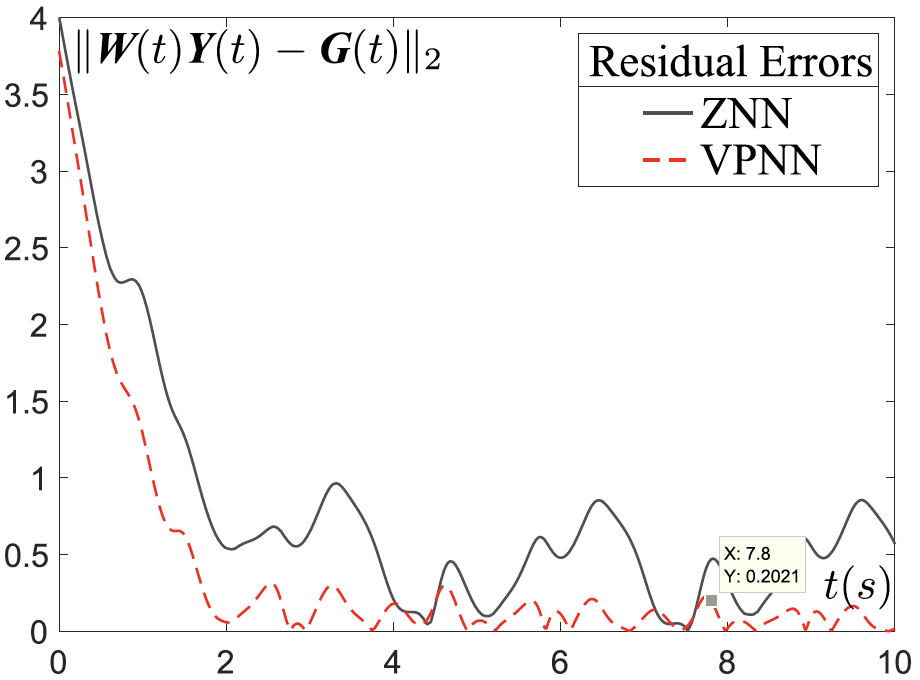 ‖W(t)Y(t) − G(t)‖₂
Residual Errors
ZNN
VPNN
4
3.5
3
2.5
2
1.5
1
0.5
0
X: 7.8
Y: 0.2021
t(s)
0 2 4 6 8 10